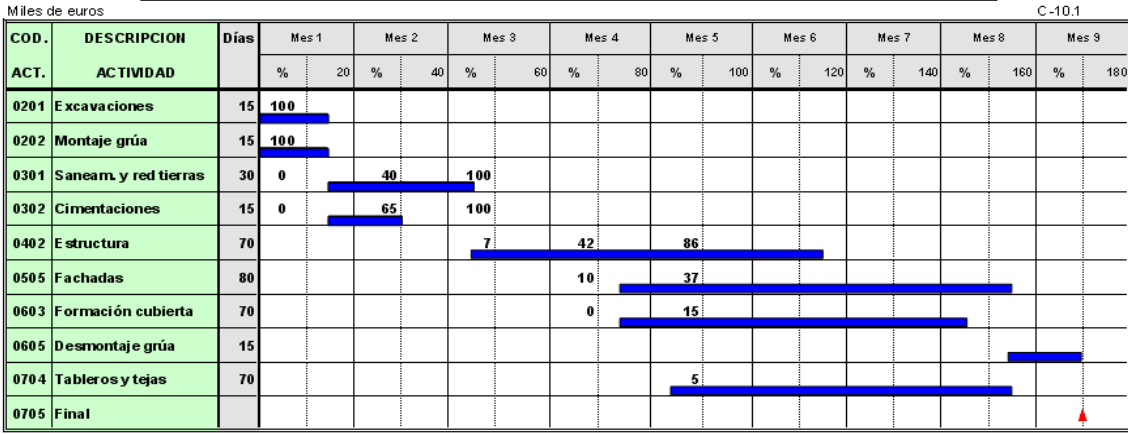 Miles de euros C-10.1
COD. DESCRIPCION Días Mes 1 Mes 2 Mes 3 Mes 4 Mes 5 Mes 6 Mes 7 Mes 8 Mes 9
ACT. ACTIVIDAD % 20 % 40 % 60 % 80 % 100 % 120 % 140 % 160 % 180
0201 Excavaciones 15 100
0202 Montaje grúa 15 100
0301 Saneam. y red tierras 30 0 40 100
0302 Cimentaciones 15 0 65 100
0402 Estructura 70 7 42 86
0505 Fachadas 80 10 37
0603 Formación cubierta 70 0 15
0605 Desmontaje grúa 15
0704 Tableros y tejas 70 5
0705 Final